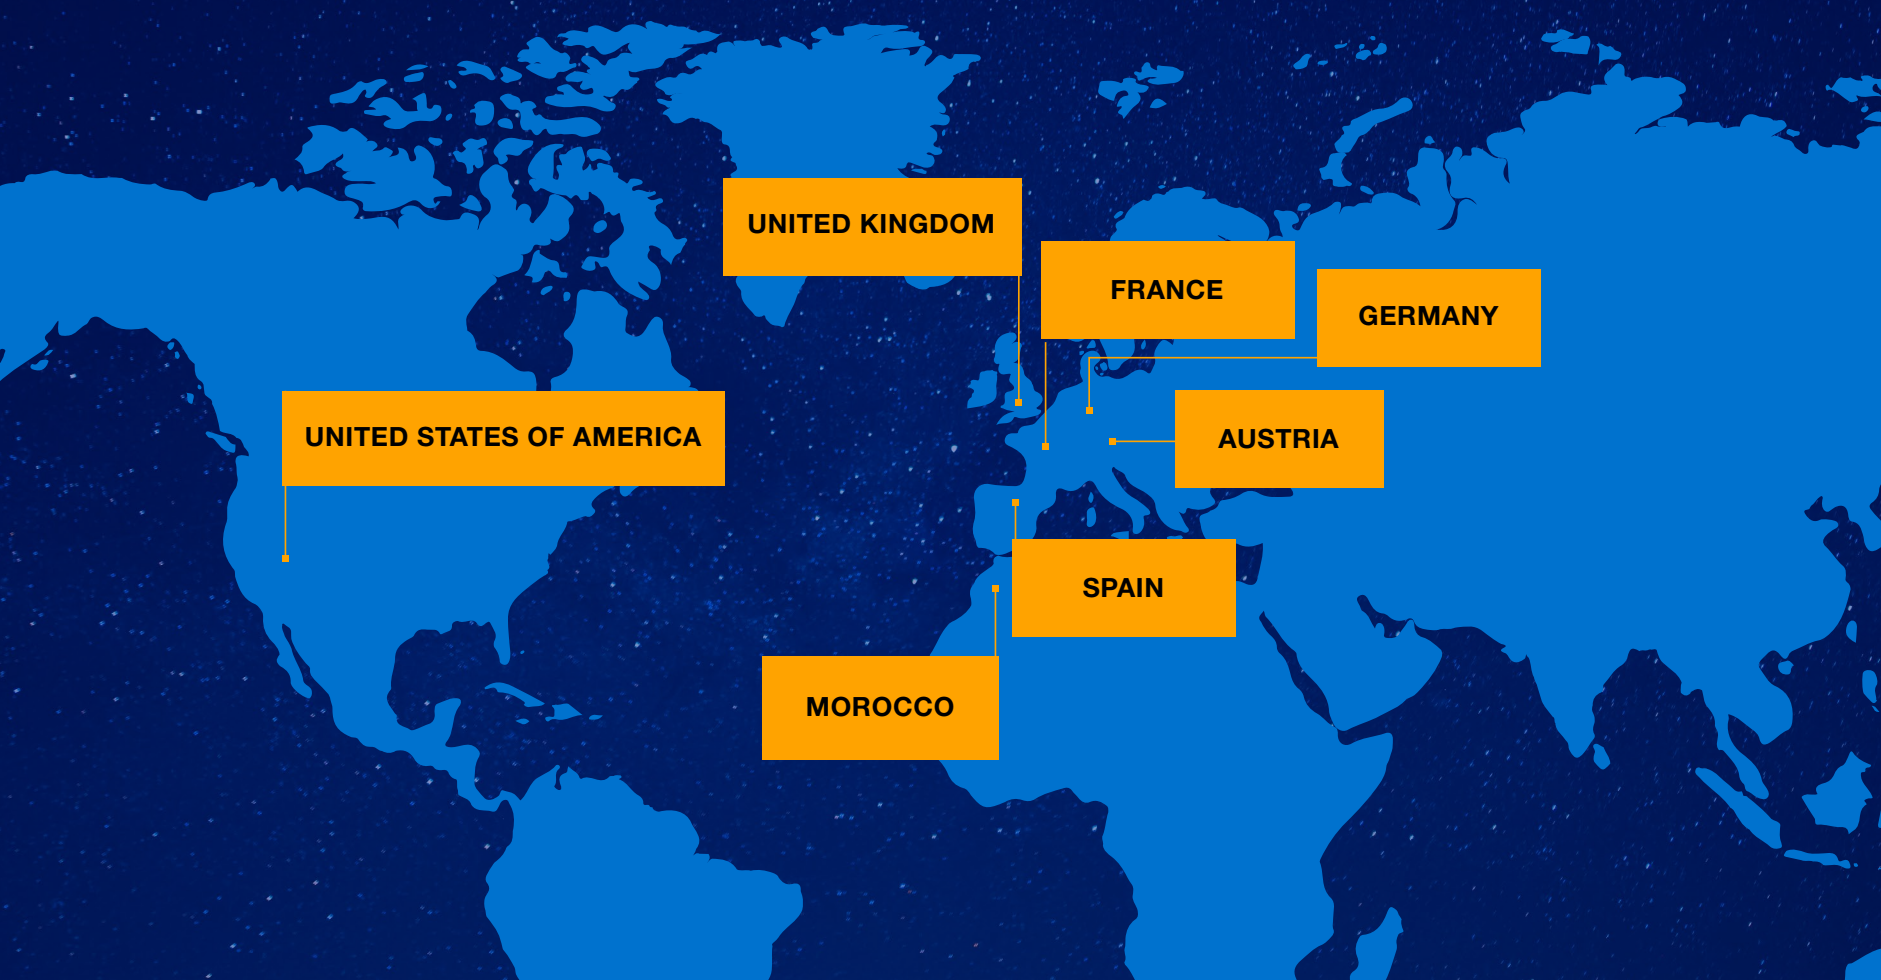 UNITED KINGDOM
FRANCE
GERMANY
UNITED STATES OF AMERICA
AUSTRIA
SPAIN
MOROCCO